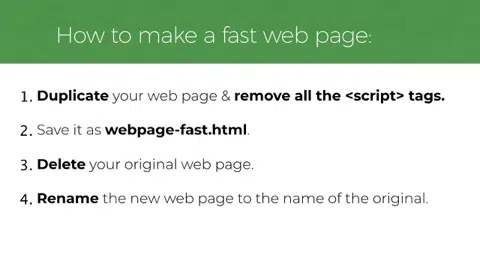 How to make a fast web page:
1. Duplicate your web page & remove all the <script> tags.
2. Save it as webpage-fast.html.
3. Delete your original web page.
4. Rename the new web page to the name of the original.